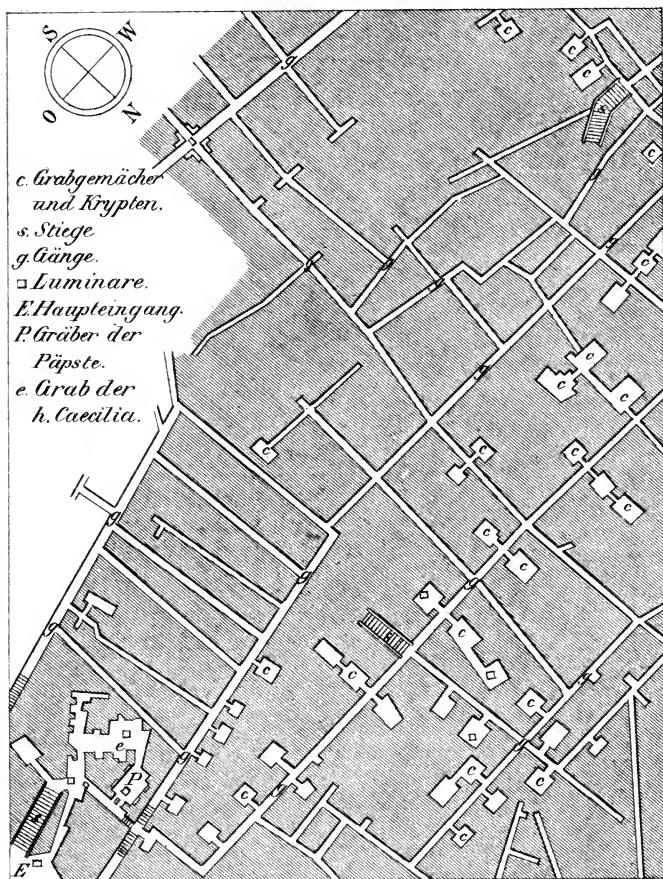 S W
O N
c. Grabgemächer
und Krypten.
s. Stiege
g. Gänge.
□ Luminare.
E. Haupteingang.
P. Gräber der
Päpste.
e. Grab der
h. Caecilia.
g
c
c
c
s
c
g
g
g
g
c
c
g
c
c
c
c
c
c
c
c
c
g
g
g
c
s
c
g
c
g
c
c
g
c
e
P
g
c
c
g
c
c
s
E